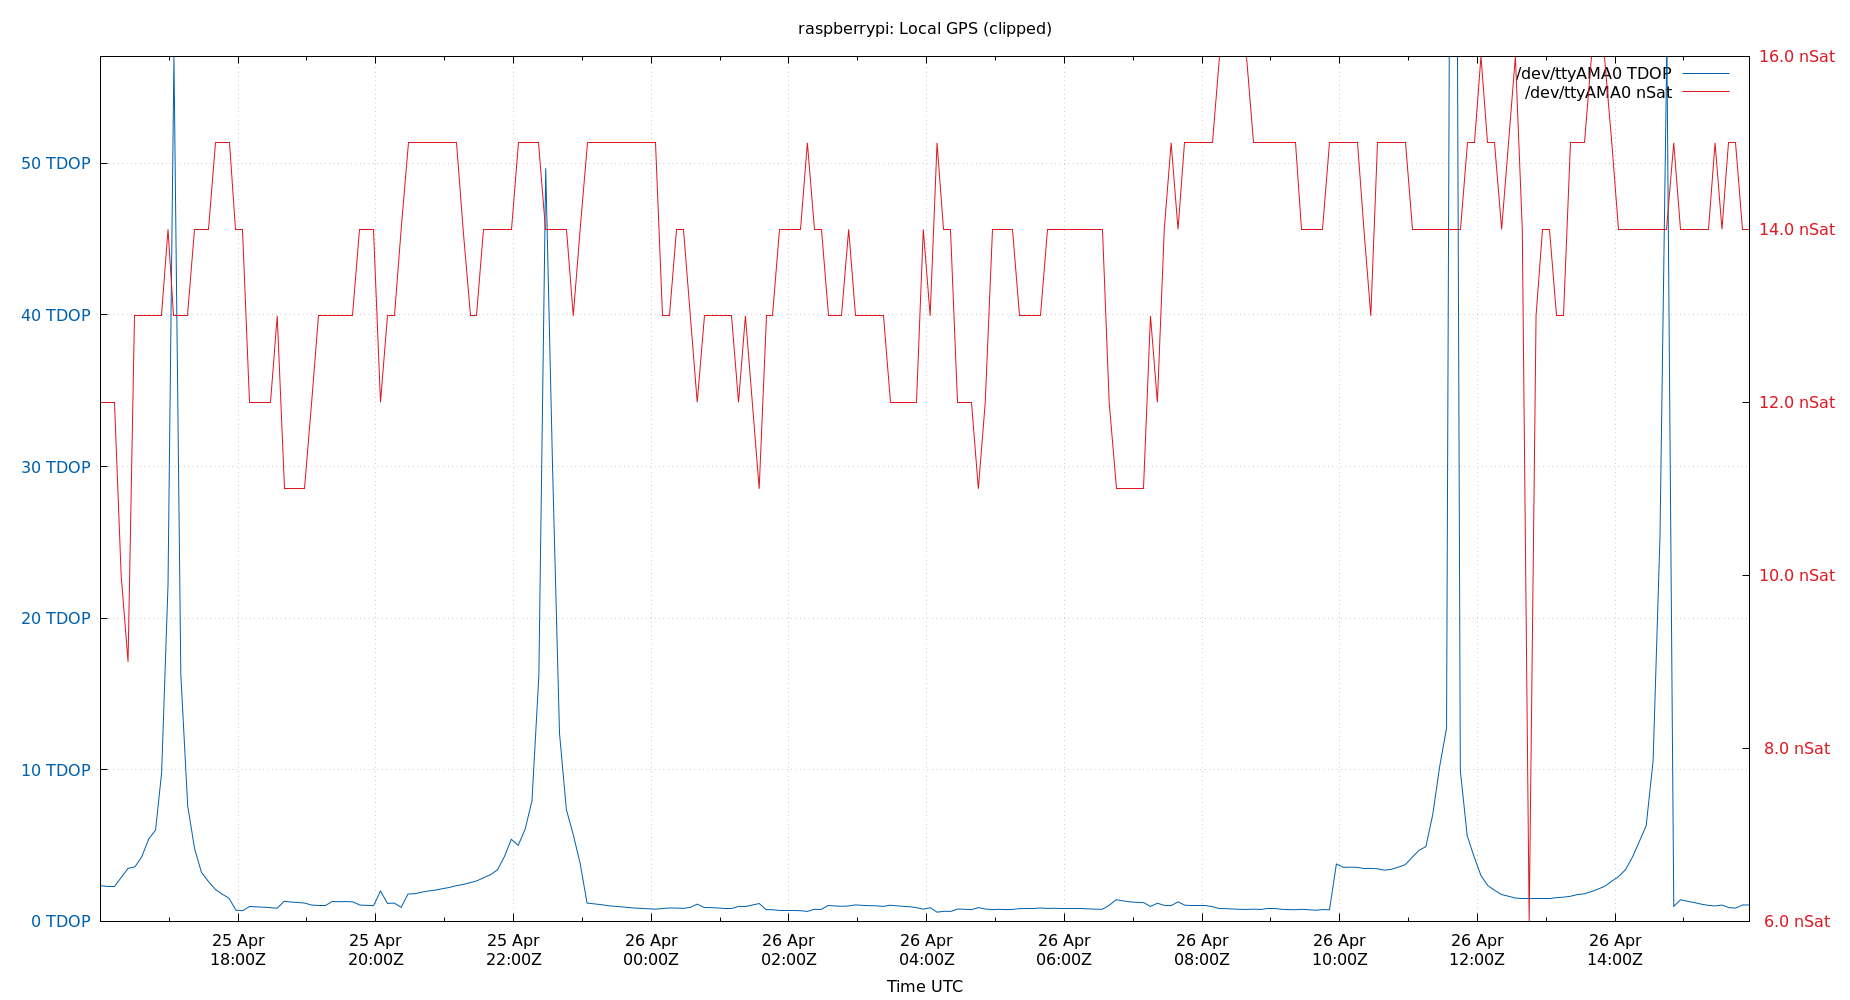 raspberrypi: Local GPS (clipped)
16.0 nSat
/dev/ttyAMA0 TDOP
/dev/ttyAMA0 nSat
50 TDOP
14.0 nSat
40 TDOP
12.0 nSat
30 TDOP
10.0 nSat
20 TDOP
8.0 nSat
10 TDOP
0 TDOP
6.0 nSat
25 Apr
18:00Z
25 Apr
20:00Z
25 Apr
22:00Z
26 Apr
00:00Z
26 Apr
02:00Z
26 Apr
04:00Z
26 Apr
06:00Z
26 Apr
08:00Z
26 Apr
10:00Z
26 Apr
12:00Z
26 Apr
14:00Z
Time UTC